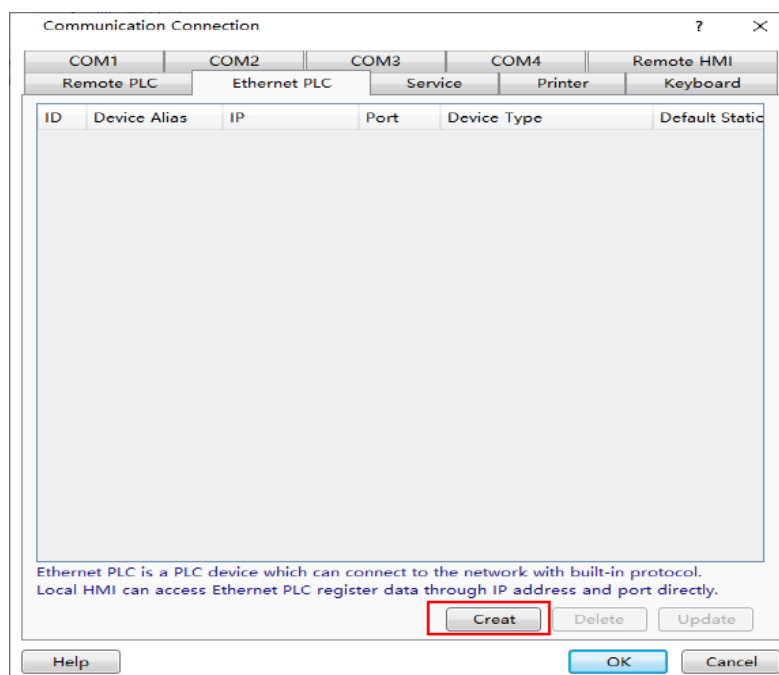 Communication Connection ? ×
COM1 COM2 COM3 COM4 Remote HMI
Remote PLC Ethernet PLC Service Printer Keyboard
ID Device Alias IP Port Device Type Default Static
Ethernet PLC is a PLC device which can connect to the network with built-in protocol.
Local HMI can access Ethernet PLC register data through IP address and port directly.
Creat Delete Update
Help OK Cancel